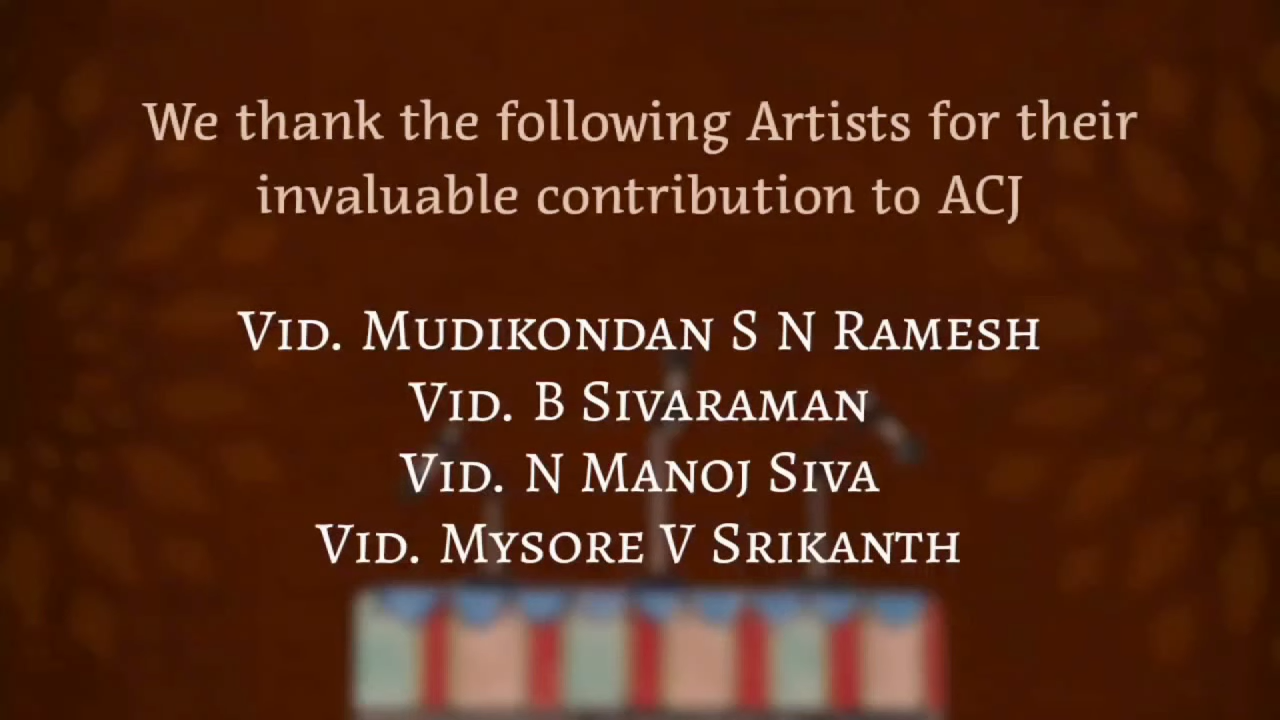 We thank the following Artists for their
invaluable contribution to ACJ
Vid. Mudikondan S N Ramesh
Vid. B Sivaraman
Vid. N Manoj Siva
Vid. Mysore V Srikanth